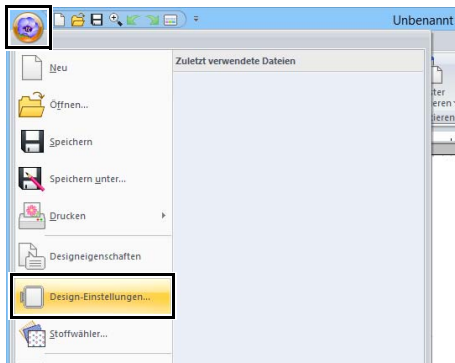 Unbenannt
Neu
Zuletzt verwendete Dateien
Öffnen...
Speichern
Speichern unter...
Drucken
Designeigenschaften
Design-Einstellungen...
Stoffwähler...